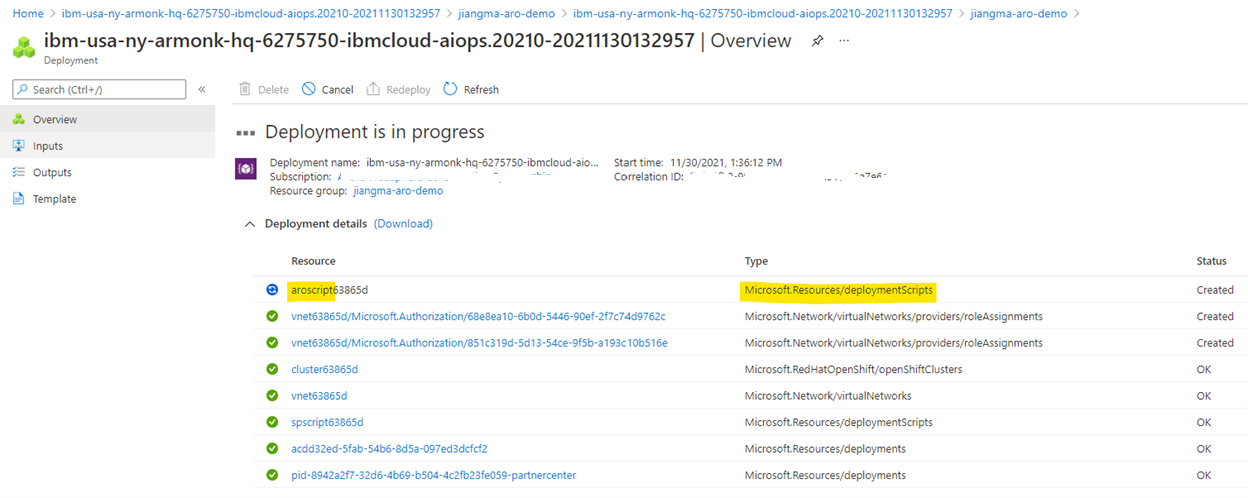 Home > ibm-usa-ny-armonk-hq-6275750-ibmcloud-aiops.20210-20211130132957 > jiangma-aro-demo > ibm-usa-ny-armonk-hq-6275750-ibmcloud-aiops.20210-20211130132957 > jiangma-aro-demo >
ibm-usa-ny-armonk-hq-6275750-ibmcloud-aiops.20210-20211130132957 | Overview ...
Deployment
Search (Ctrl+/) «
Delete Cancel Redeploy Refresh
Overview
Inputs
Outputs
Template
Deployment is in progress
Deployment name: ibm-usa-ny-armonk-hq-6275750-ibmcloud-aio... Start time: 11/30/2021, 1:36:12 PM
Subscription: Correlation ID:
Resource group: jiangma-aro-demo
Deployment details (Download)
Resource Type Status
aroscript63865d Microsoft.Resources/deploymentScripts Created
vnet63865d/Microsoft.Authorization/68e8ea10-6b0d-5446-90ef-2f7c74d9762c Microsoft.Network/virtualNetworks/providers/roleAssignments Created
vnet63865d/Microsoft.Authorization/851c319d-5d13-54ce-9f5b-a193c10b516e Microsoft.Network/virtualNetworks/providers/roleAssignments Created
cluster63865d Microsoft.RedHatOpenShift/openShiftClusters OK
vnet63865d Microsoft.Network/virtualNetworks OK
spscript63865d Microsoft.Resources/deploymentScripts OK
acdd32ed-5fab-54b6-8d5a-097ed3dcfcf2 Microsoft.Resources/deployments OK
pid-8942a2f7-32d6-4b69-b504-4c2fb23fe059-partnercenter Microsoft.Resources/deployments OK